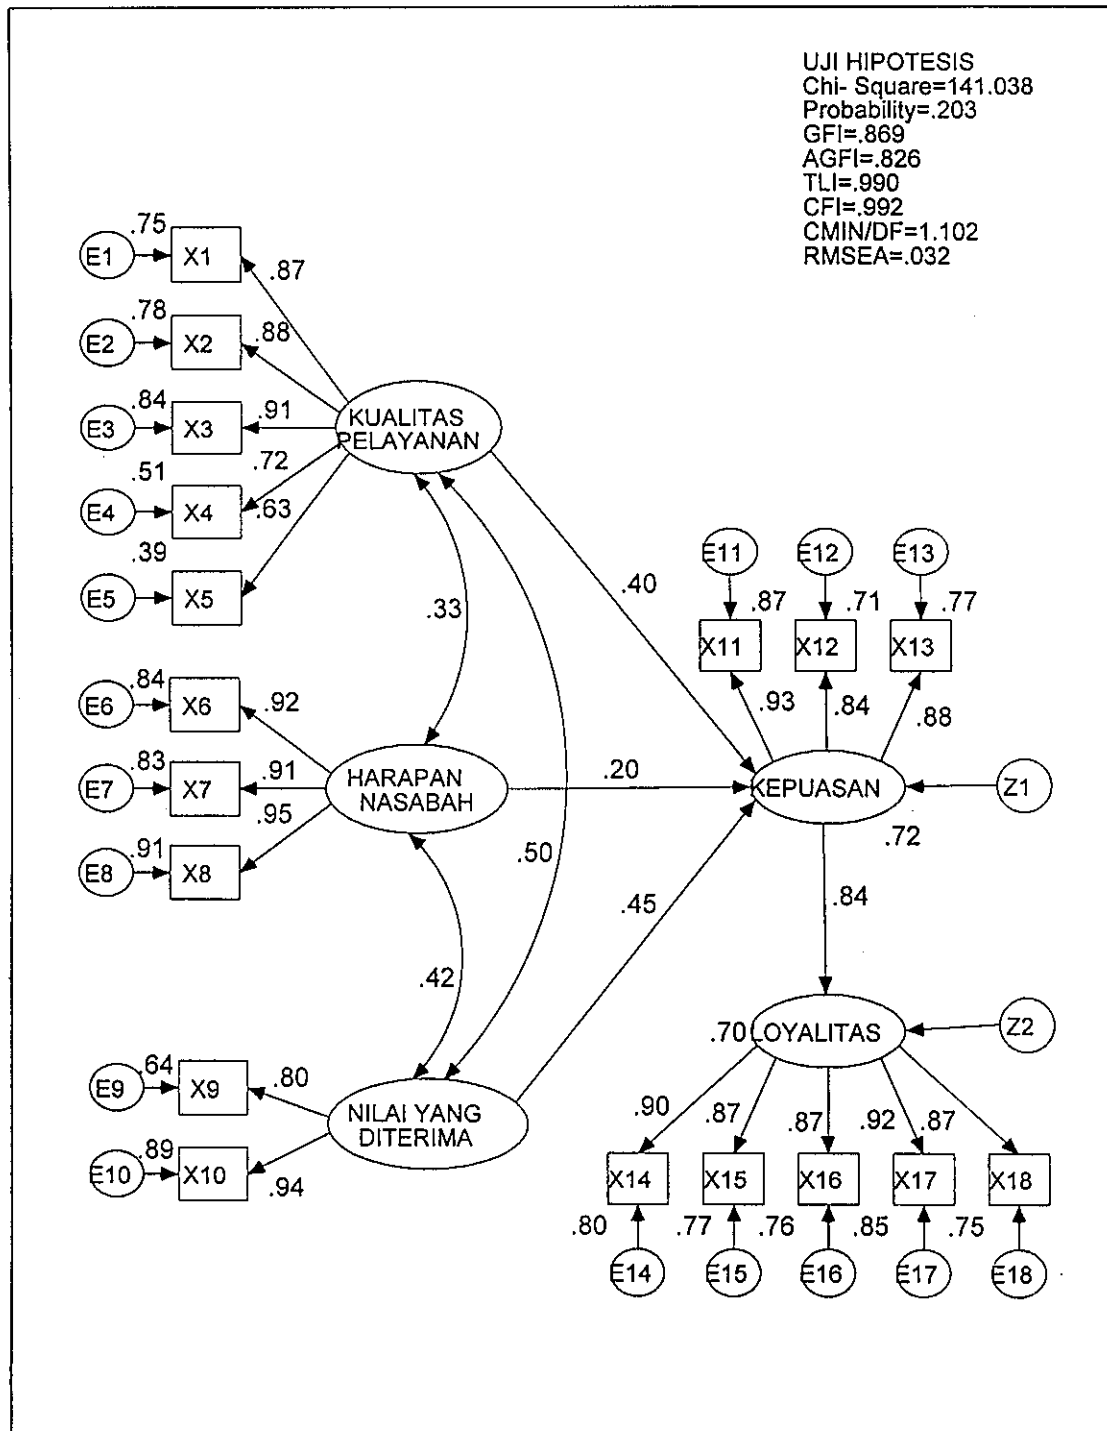 UJI HIPOTESIS
Chi- Square=141.038
Probability=.203
GFI=.869
AGFI=.826
TLI=.990
CFI=.992
CMIN/DF=1.102
RMSEA=.032
.75
E1
X1
.87
.78
E2
X2
.88
.84
E3
X3
.91
KUALITAS
PELAYANAN
.51
E4
X4
.72
.39
E5
X5
.63
.33
.40
E11
E12
E13
.87
.71
.77
X11
X12
X13
.93
.84
.88
.84
E6
X6
.92
.83
E7
X7
.91
HARAPAN
NASABAH
.20
KEPUASAN
Z1
.72
.91
E8
X8
.95
.50
.45
.84
.42
.70
LOYALITAS
Z2
.64
E9
X9
.80
NILAI YANG
DITERIMA
.89
E10
X10
.94
.90
.87
.87
.92
.87
X14
X15
X16
X17
X18
.80
.77
.76
.85
.75
E14
E15
E16
E17
E18